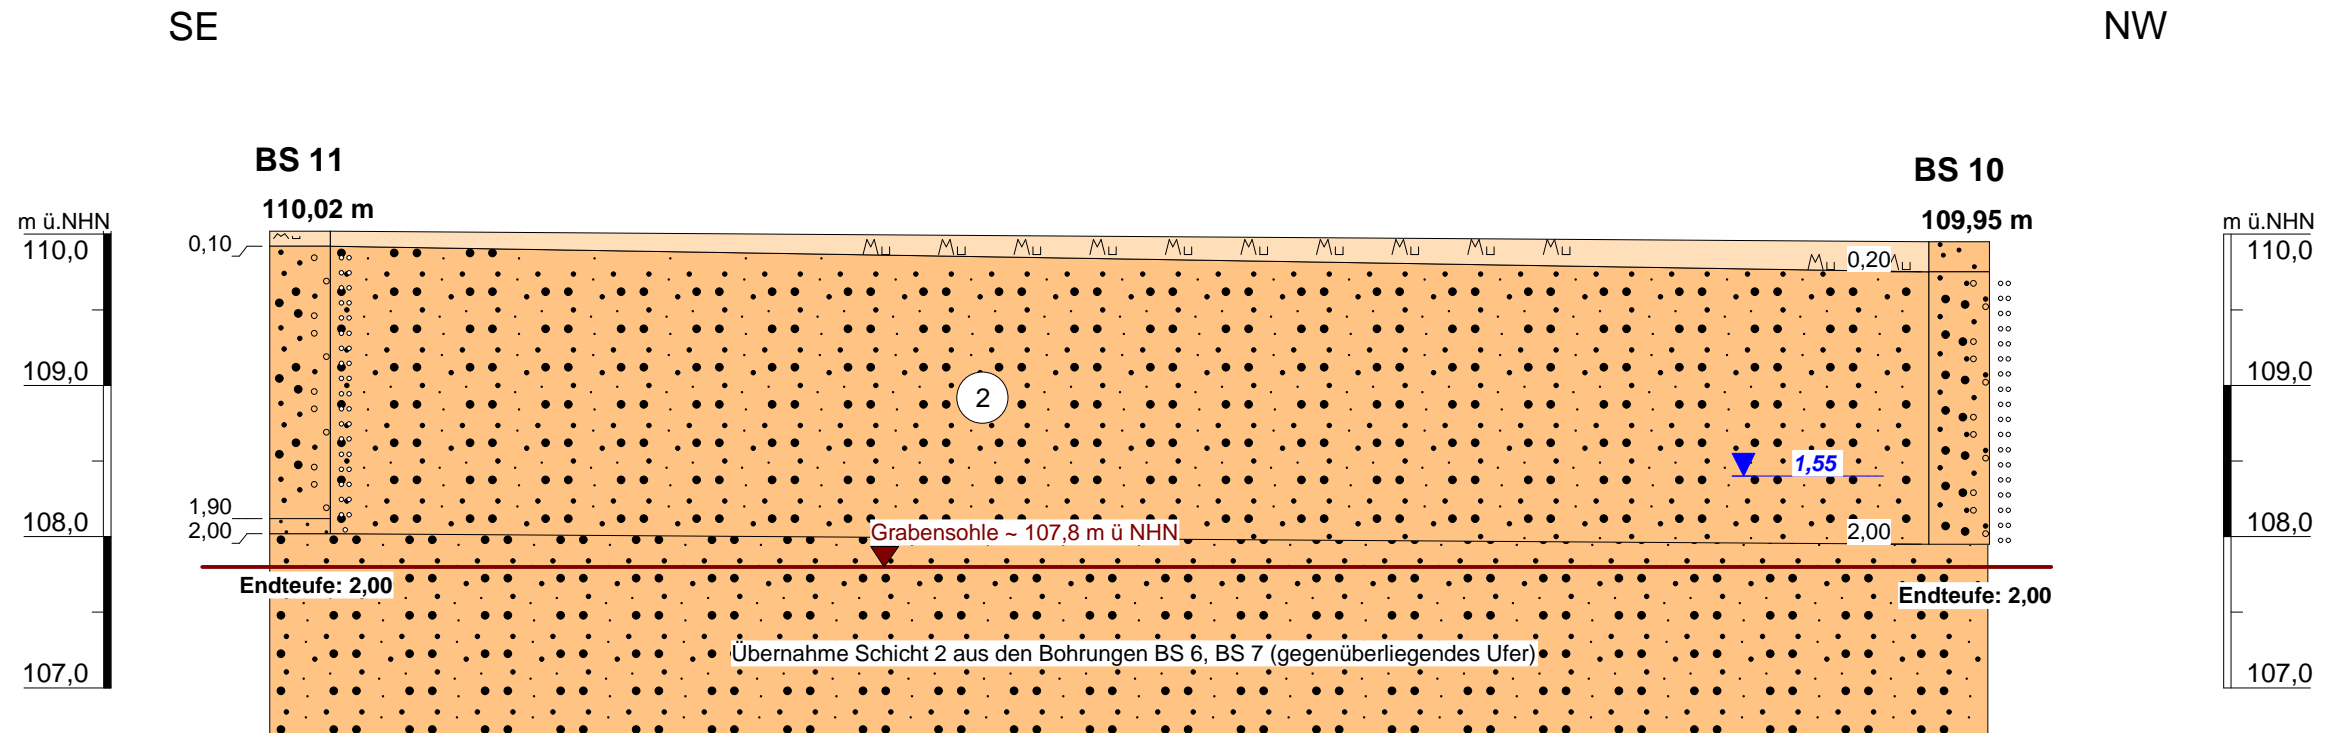 SE
NW
BS 11
BS 10
110,02 m
109,95 m
m ü.NHN
m ü.NHN
110,0
110,0
0,10
0,20
109,0
109,0
2
1,55
1,90
108,0
108,0
2,00
2,00
Grabensohle ~ 107,8 m ü NHN
Endteufe: 2,00
Endteufe: 2,00
Übernahme Schicht 2 aus den Bohrungen BS 6, BS 7 (gegenüberliegendes Ufer)
107,0
107,0